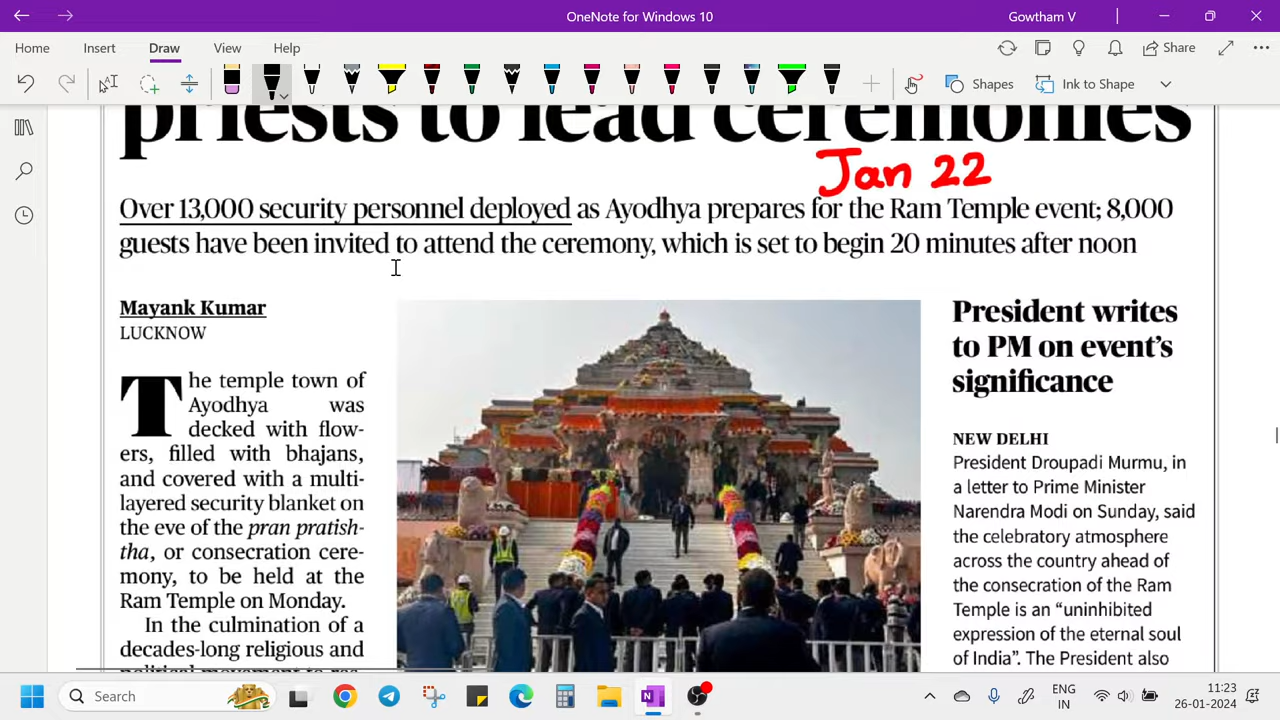 OneNote for Windows 10
Gowtham V
Home Insert Draw View Help
Share
Shapes
Ink to Shape
priests to lead ceremonies
Jan 22
Over 13,000 security personnel deployed as Ayodhya prepares for the Ram Temple event; 8,000
guests have been invited to attend the ceremony, which is set to begin 20 minutes after noon
Mayank Kumar
LUCKNOW
The temple town of
Ayodhya was
decked with flow-
ers, filled with bhajans,
and covered with a multi-
layered security blanket on
the eve of the pran pratish-
tha, or consecration cere-
mony, to be held at the
Ram Temple on Monday.
In the culmination of a
decades-long religious and
President writes
to PM on event's
significance
NEW DELHI
President Droupadi Murmu, in
a letter to Prime Minister
Narendra Modi on Sunday, said
the celebratory atmosphere
across the country ahead of
the consecration of the Ram
Temple is an “uninhibited
expression of the eternal soul
of India”. The President also
Search
ENG
IN
11:23
26-01-2024